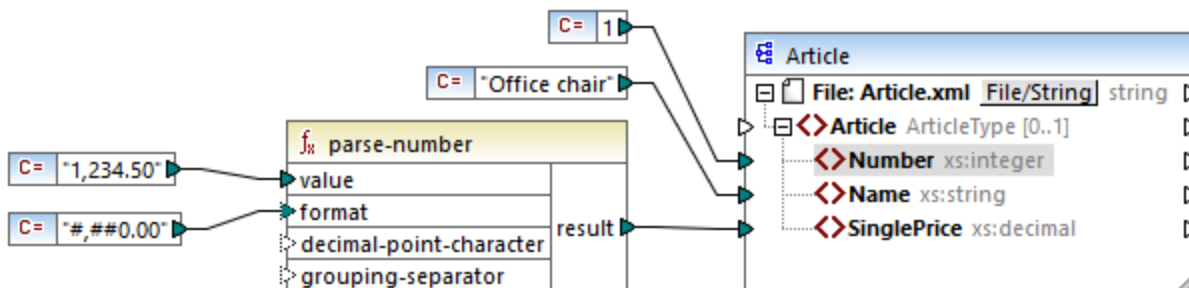 C= 1
Article
C= "Office chair"
File: Article.xml File/String string
Article ArticleType [0..1]
fx parse-number
Number xs:integer
C= "1,234.50"
value
Name xs:string
format
C= "#,##0.00"
result
SinglePrice xs:decimal
decimal-point-character
grouping-separator